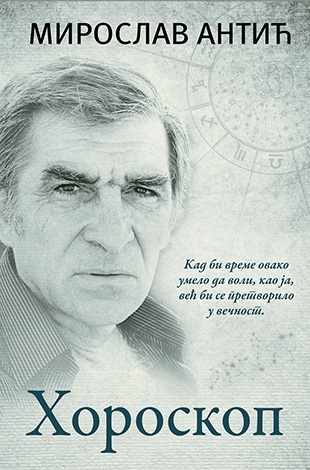 МИРОСЛАВ АНТИЋ
Кад би време овако
умело да воли, као ја,
већ би се претворило
у вечност.
Хороскоп